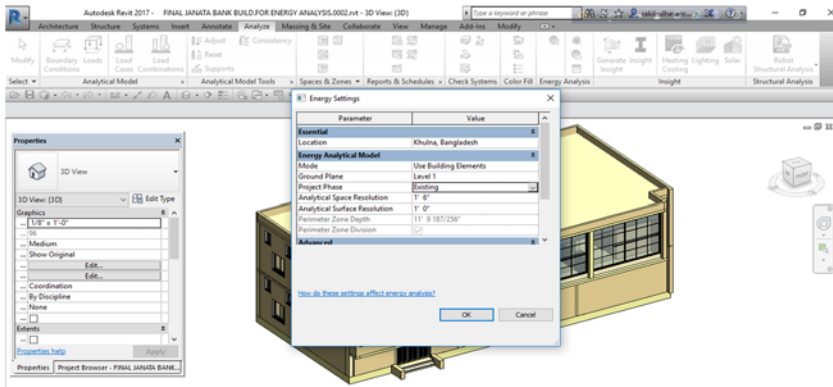 Autodesk Revit 2017 - FINAL JANATA BANK BUILD.FOR ENERGY ANALYSIS.0002.rvt - 3D View: {3D}
Type a keyword or phrase
Architecture Structure Systems Insert Annotate Analyze Massing & Site Collaborate View Manage Add-Ins Modify
Modify
Boundary Conditions
Loads
Load Cases
Load Combinations
Adjust
Reset
Supports
Consistency
Generate Insight
Heating Cooling
Lighting
Solar
Robot Structural Analysis
Select Analytical Model Analytical Model Tools Spaces & Zones Reports & Schedules Check Systems Color Fill Energy Analysis Insight Structural Analysis
Properties
3D View
3D View: {3D}
Edit Type
Graphics
1/8" = 1'-0"
96
Medium
Show Original
Edit...
Edit...
Coordination
By Discipline
None
Extents
Properties help
Apply
Properties Project Browser - FINAL JANATA BANK...
Energy Settings
Parameter Value
Essential
Location Khulna, Bangladesh
Energy Analytical Model
Mode Use Building Elements
Ground Plane Level 1
Project Phase Existing
Analytical Space Resolution 1' 6"
Analytical Surface Resolution 1' 0"
Perimeter Zone Depth 11' 9 187/256"
Perimeter Zone Division
Advanced
How do these settings affect energy analysis?
OK Cancel